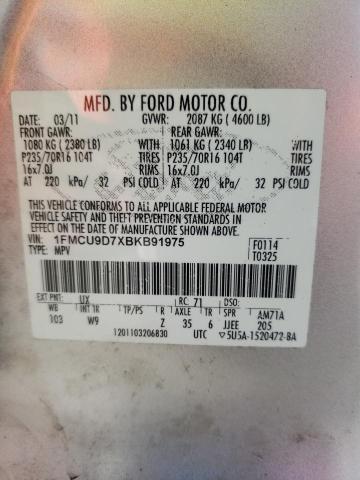 MFD. BY FORD MOTOR CO.
DATE: 03/11 GVWR: 2087 KG ( 4600 LB)
FRONT GAWR: REAR GAWR:
1080 KG ( 2380 LB) WITH 1061 KG ( 2340 LB) WITH
P235/70R16 104T TIRES P235/70R16 104T TIRES
16x7.0J RIMS 16x7.0J RIMS
AT 220 kPa/ 32 PSI COLD AT 220 kPa/ 32 PSI COLD
THIS VEHICLE CONFORMS TO ALL APPLICABLE FEDERAL MOTOR
VEHICLE SAFETY AND THEFT PREVENTION STANDARDS IN
EFFECT ON THE DATE OF MANUFACTURE SHOWN ABOVE.
VIN: 1FMCU9D7XBKB91975 F0114
TYPE: MPV T0325
EXT PNT: UX RC: 71 DSO:
WB INT TR TP/PS R AXLE TR SPR AM71A
103 W9 Z 35 6 JJEE 205
1201103206830 UTC ▽5U5A-1520472-BA